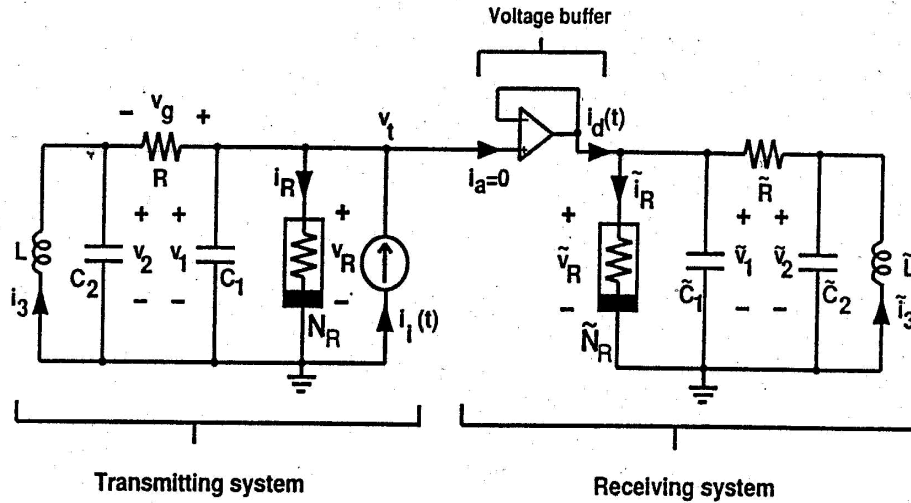 Voltage buffer
− v_g +
v_t
i_d(t)
R
i_R
i_a=0
ĩ_R
R̃
L
+ +
v_2 v_1
− −
C_2
C_1
+
v_R
−
+
ṽ_R
−
+ +
ṽ_1 ṽ_2
− −
L̃
C̃_1
C̃_2
i_3
N_R
i_i(t)
Ñ_R
ĩ_3
Transmitting system
Receiving system